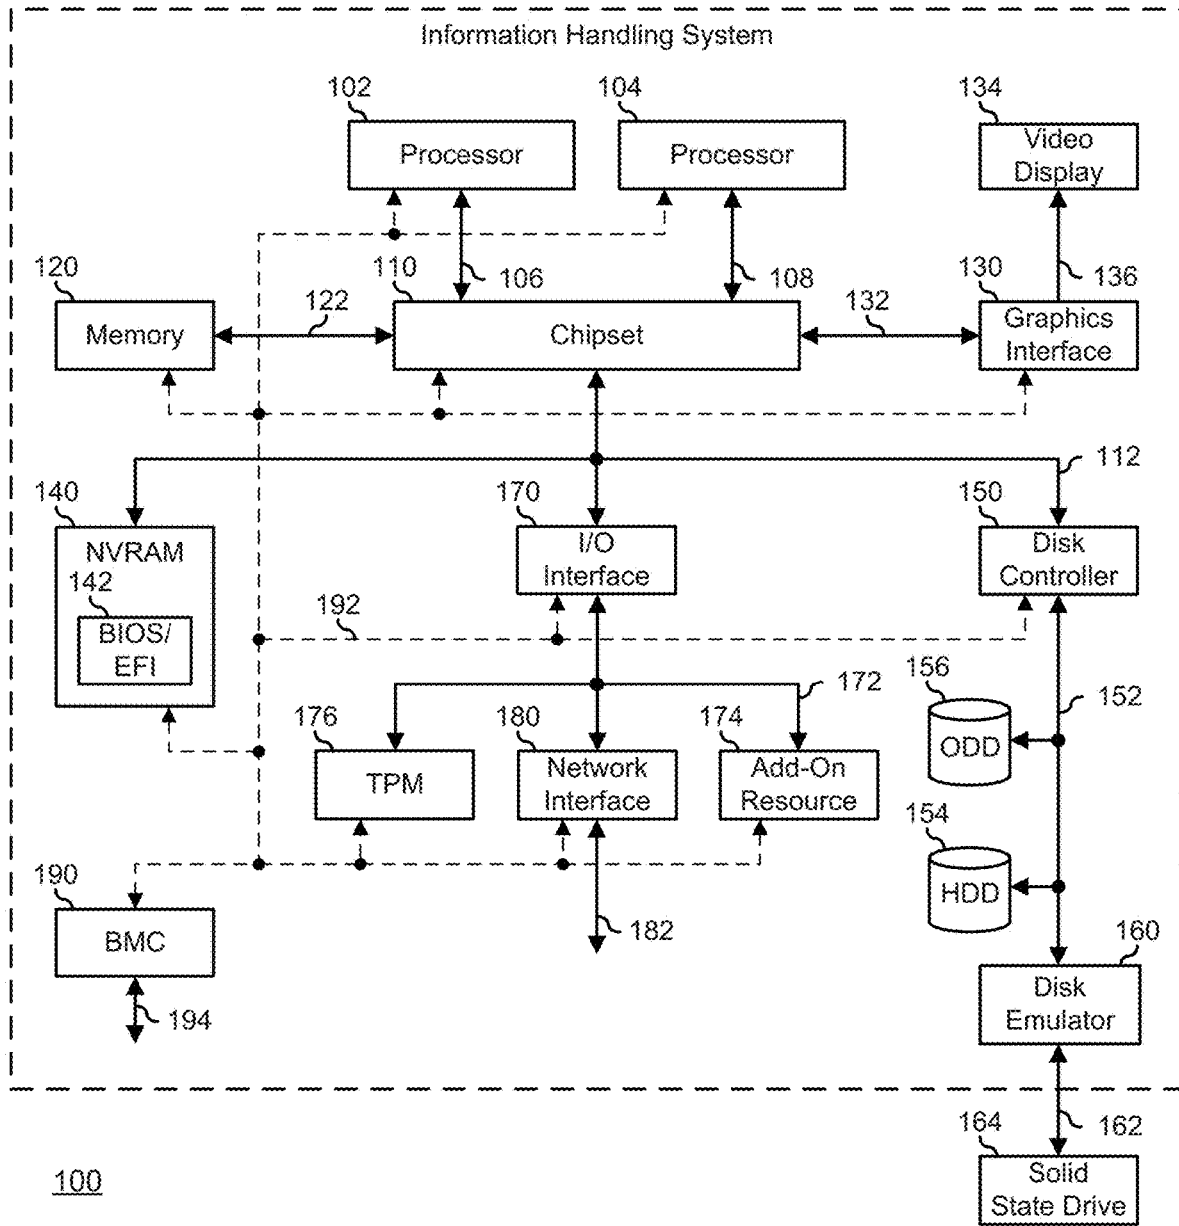 Information Handling System
102
104
134
Processor
Processor
Video
Display
120
110
106
108
130
136
122
132
Memory
Chipset
Graphics
Interface
112
140
170
150
NVRAM
I/O
Interface
Disk
Controller
142
192
BIOS/
EFI
156
152
172
176
180
174
ODD
TPM
Network
Interface
Add-On
Resource
154
190
HDD
BMC
182
160
194
Disk
Emulator
164
162
100
Solid
State Drive